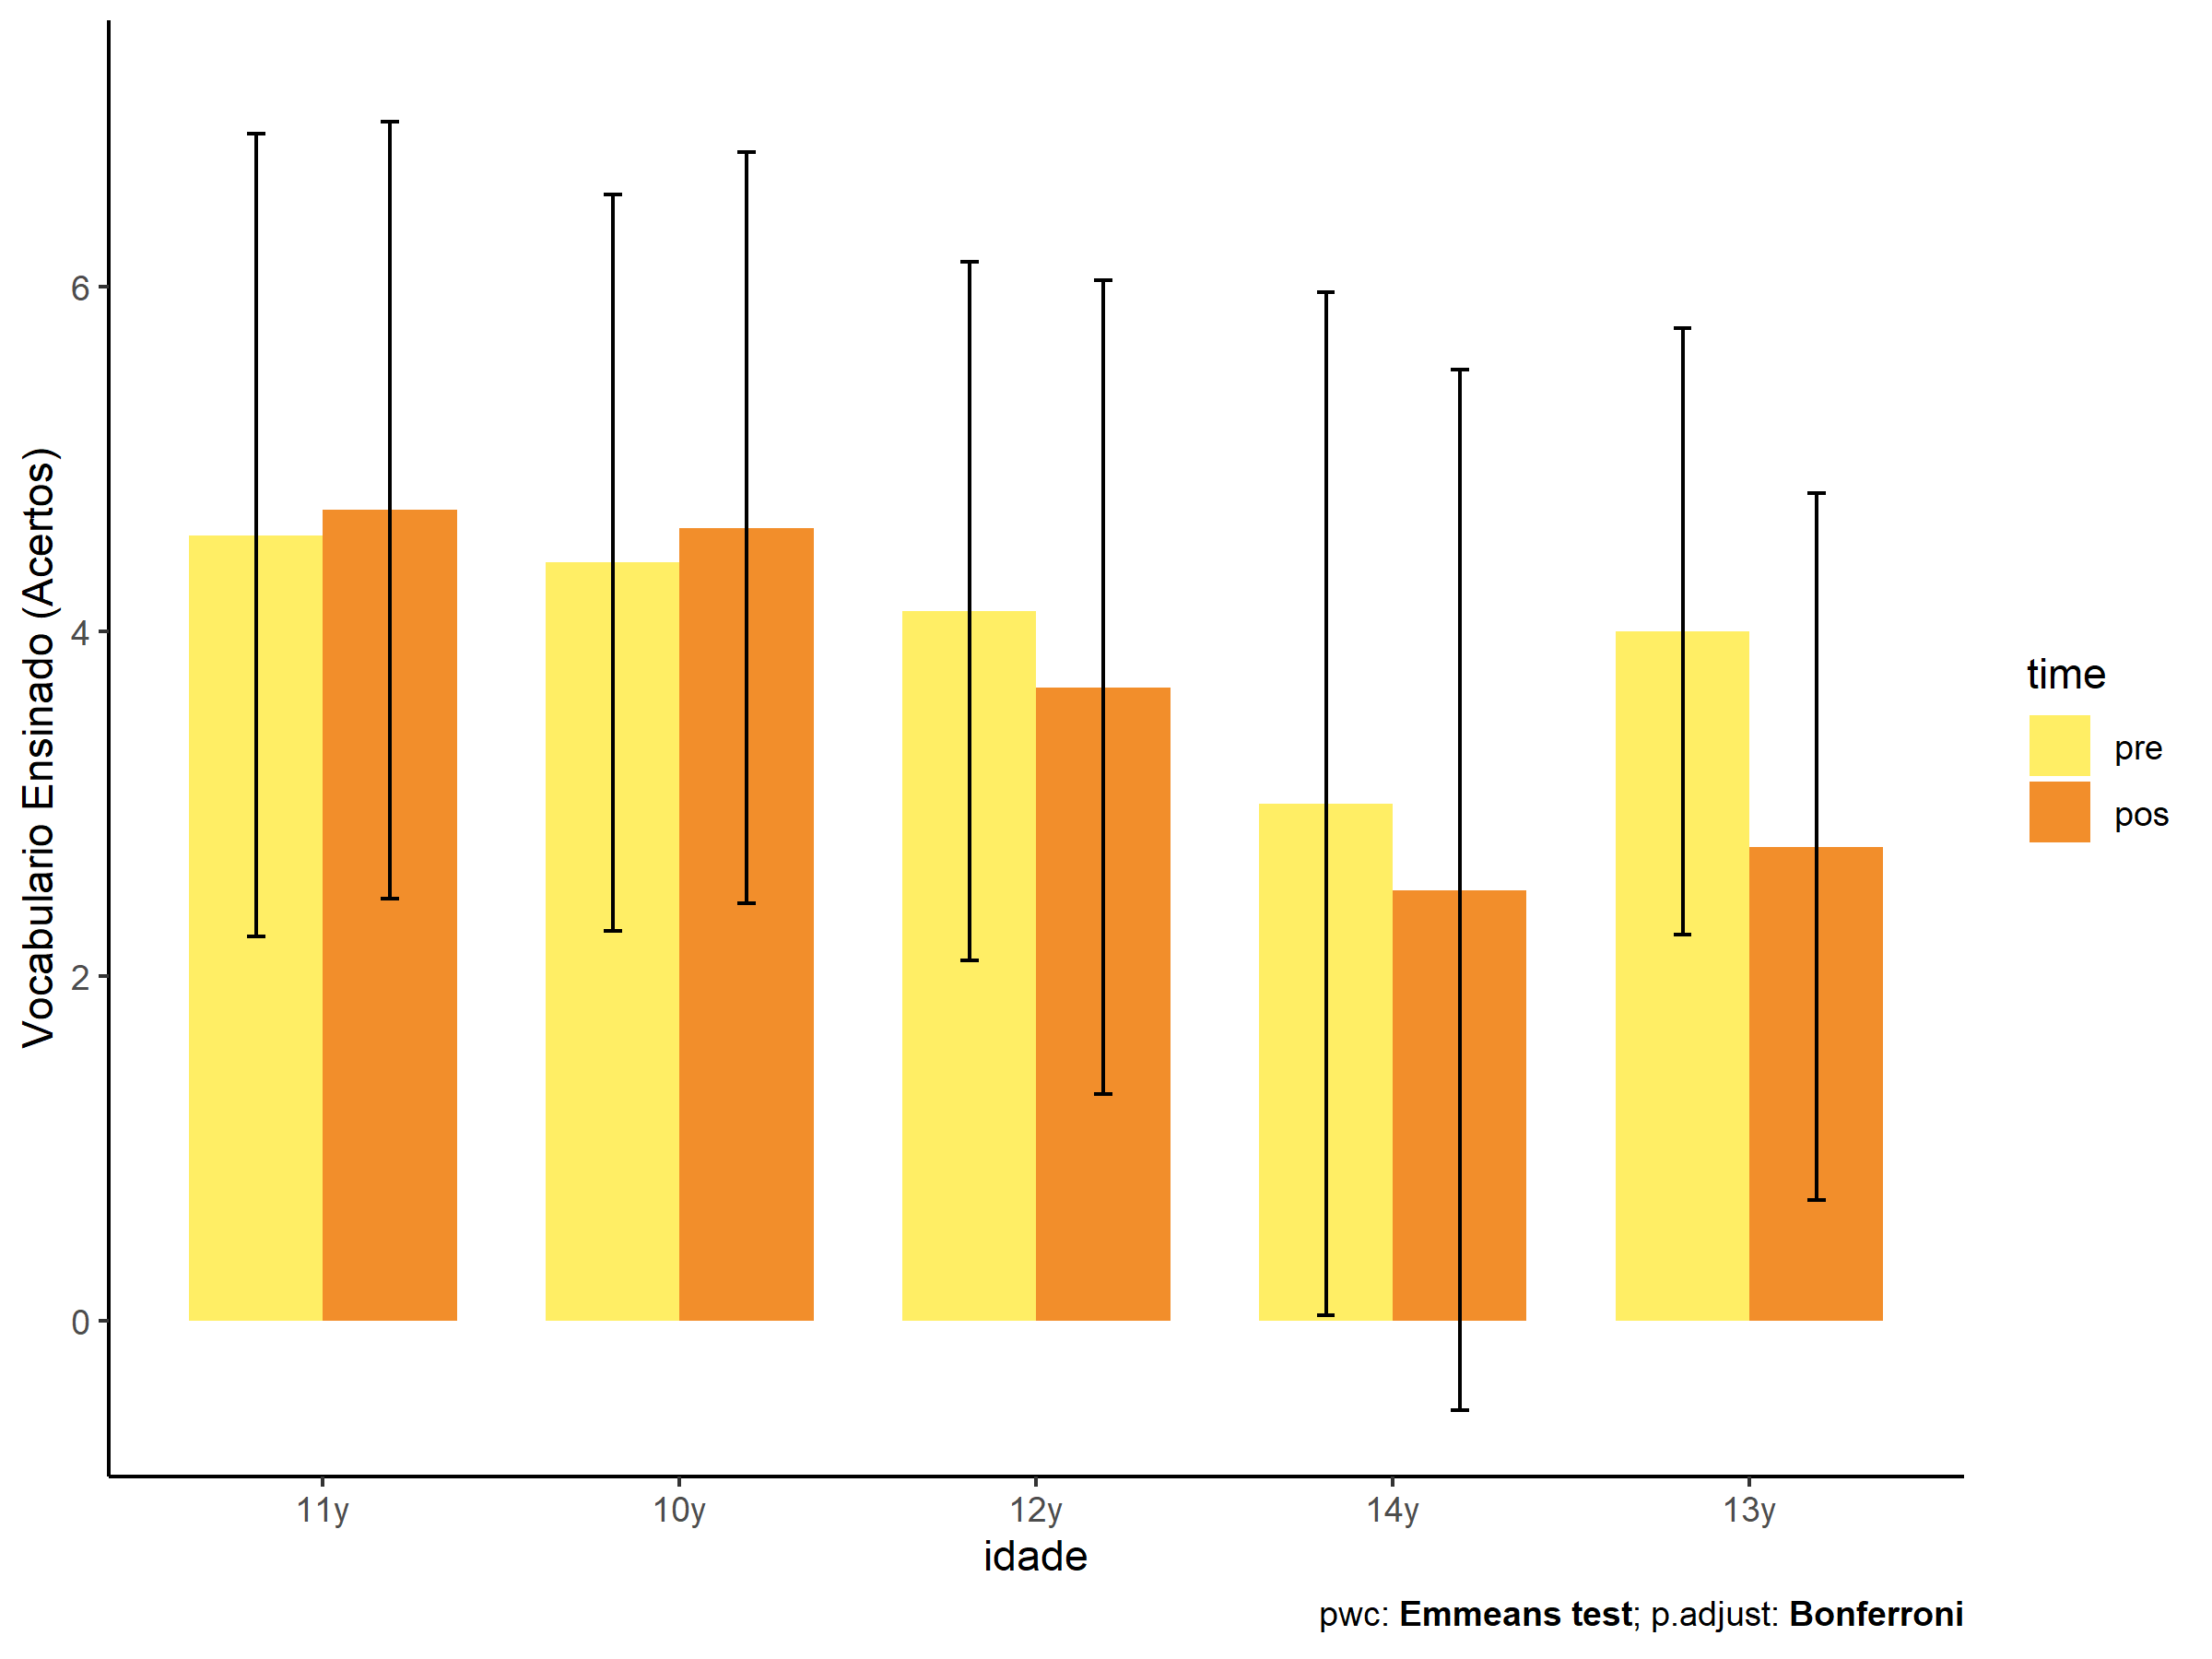 Vocabulario Ensinado (Acertos)
6
4
2
0
11y 10y 12y 14y 13y
idade
time
pre
pos
pwc: Emmeans test; p.adjust: Bonferroni